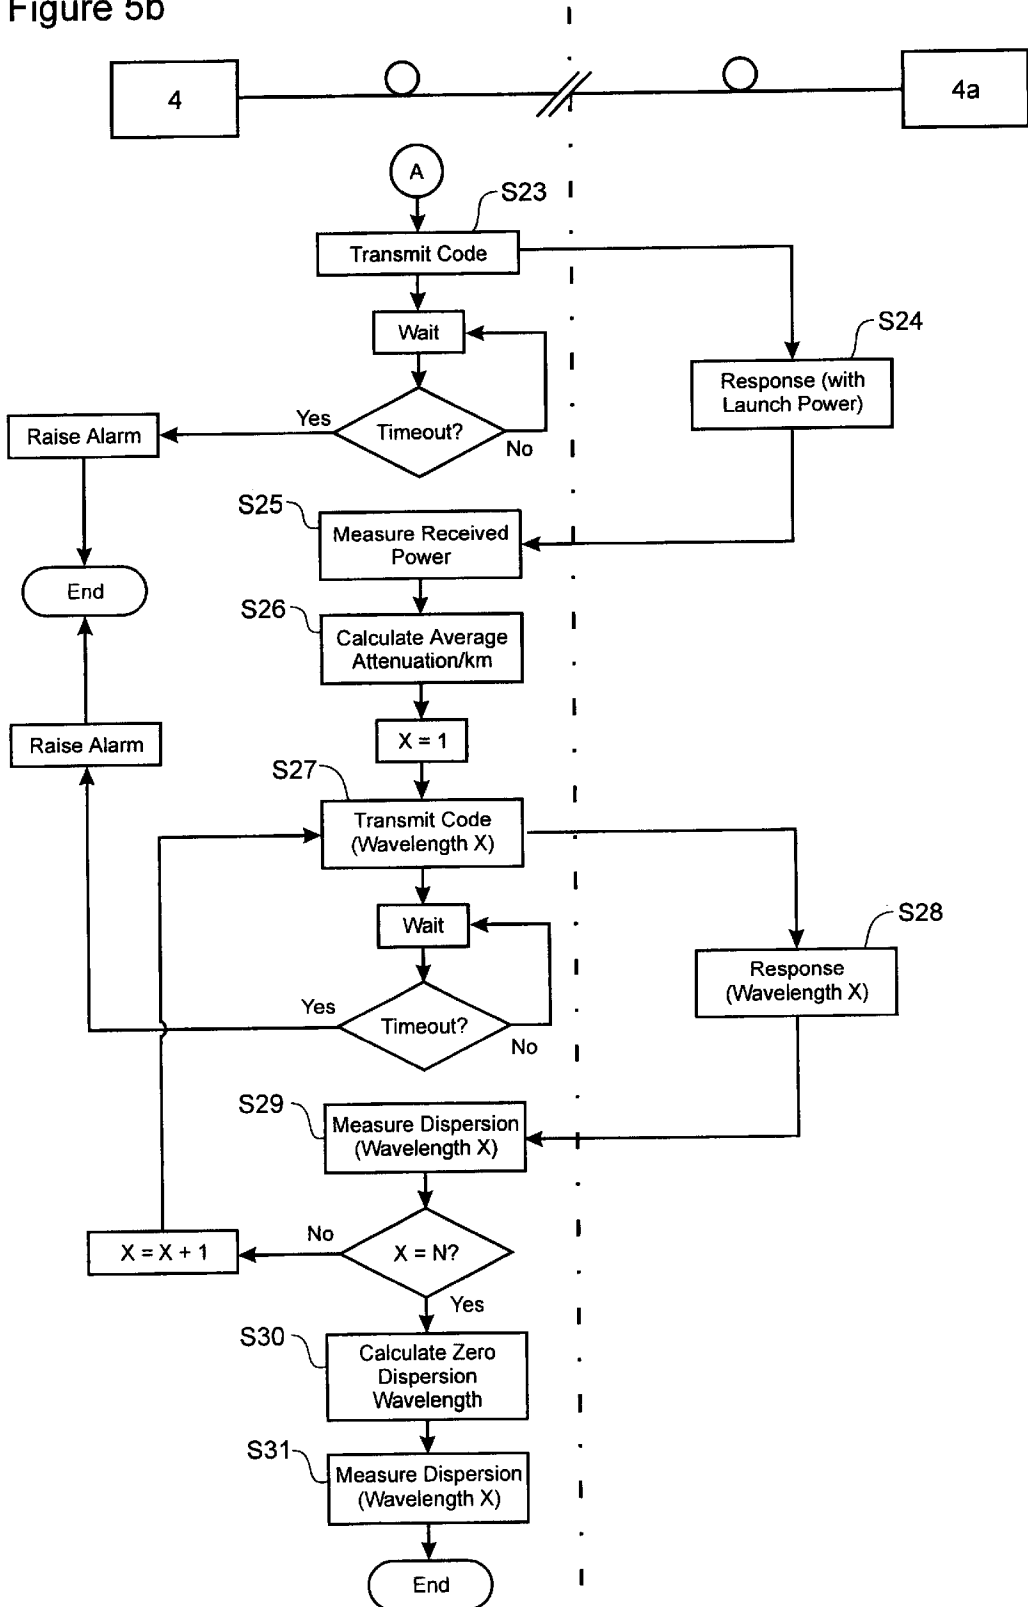 Figure 5b
4
4a
A
S23
Transmit Code
Wait
S24
Response (with
Launch Power)
Yes
Timeout?
No
Raise Alarm
S25
Measure Received
Power
End
S26
Calculate Average
Attenuation/km
X = 1
Raise Alarm
S27
Transmit Code
(Wavelength X)
Wait
S28
Response
(Wavelength X)
Yes
Timeout?
No
S29
Measure Dispersion
(Wavelength X)
No
X = X + 1
X = N?
Yes
S30
Calculate Zero
Dispersion
Wavelength
S31
Measure Dispersion
(Wavelength X)
End